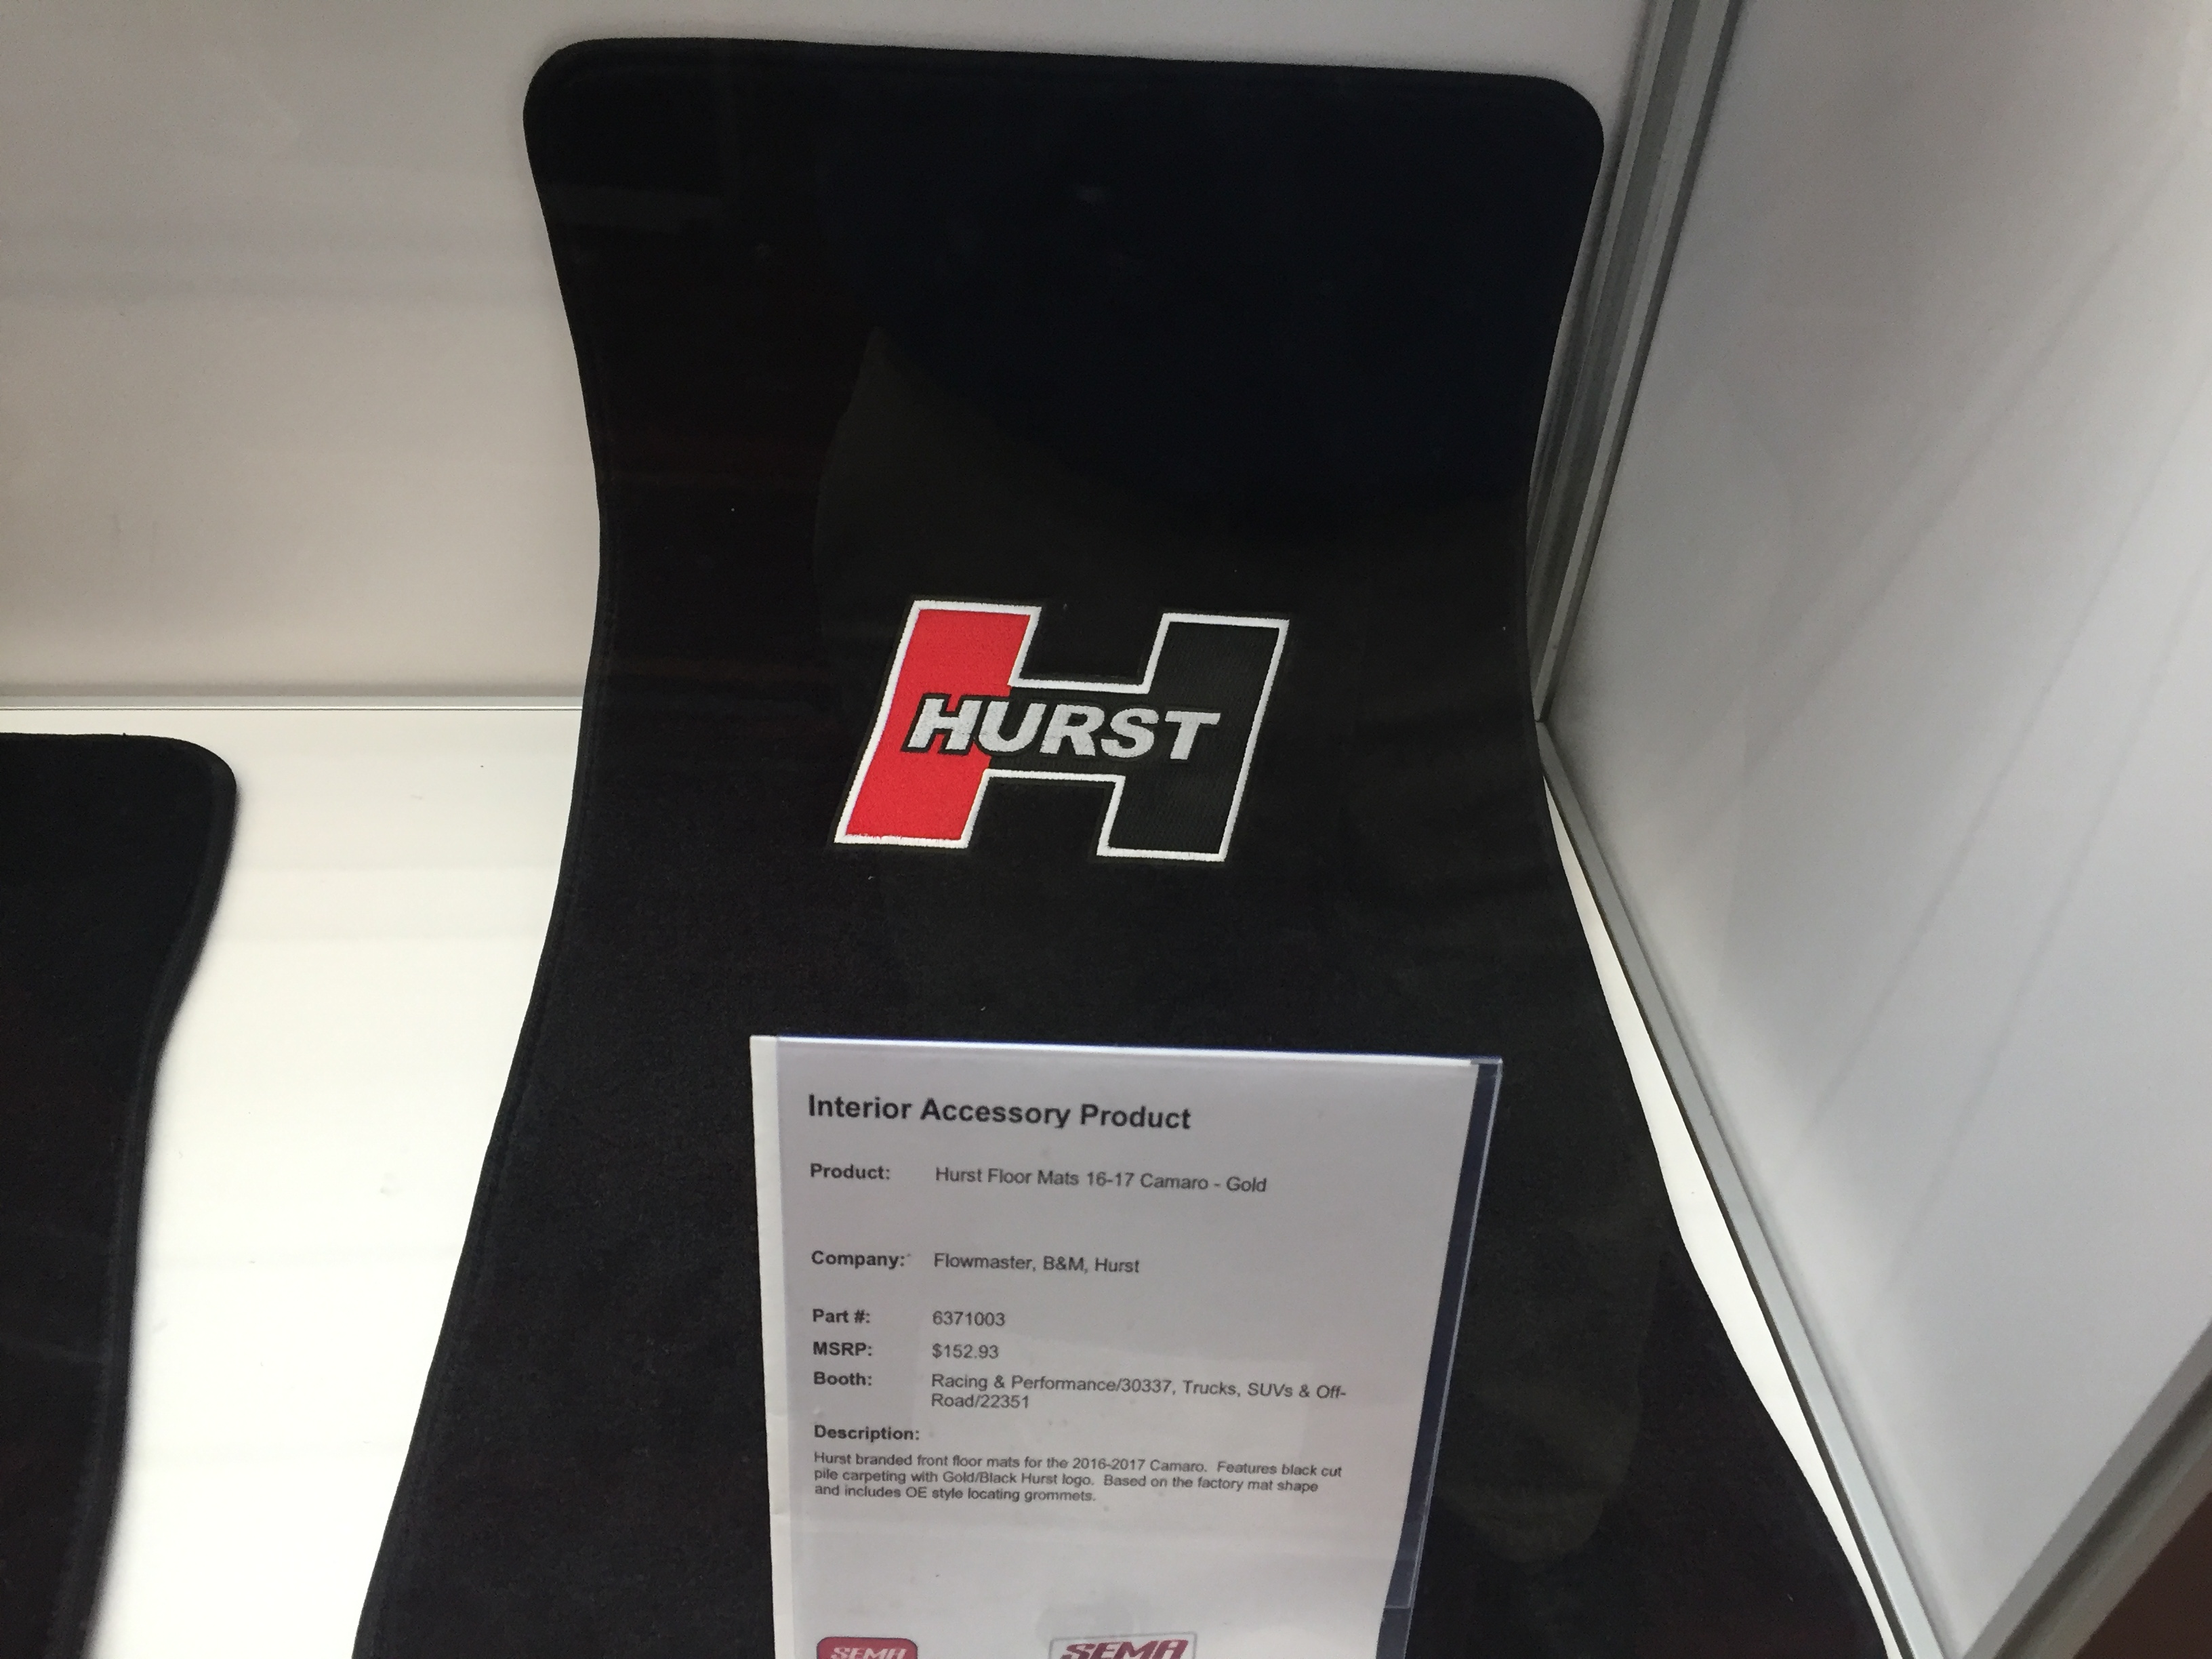 HURST
Interior Accessory Product
Product: Hurst Floor Mats 16-17 Camaro - Gold
Company: Flowmaster, B&M, Hurst
Part #: 6371003
MSRP: $152.93
Booth: Racing & Performance/30337, Trucks, SUVs & Off-
Road/22351
Description:
Hurst branded front floor mats for the 2016-2017 Camaro. Features black cut
pile carpeting with Gold/Black Hurst logo. Based on the factory mat shape
and includes OE style locating grommets.
SEMA SEMA